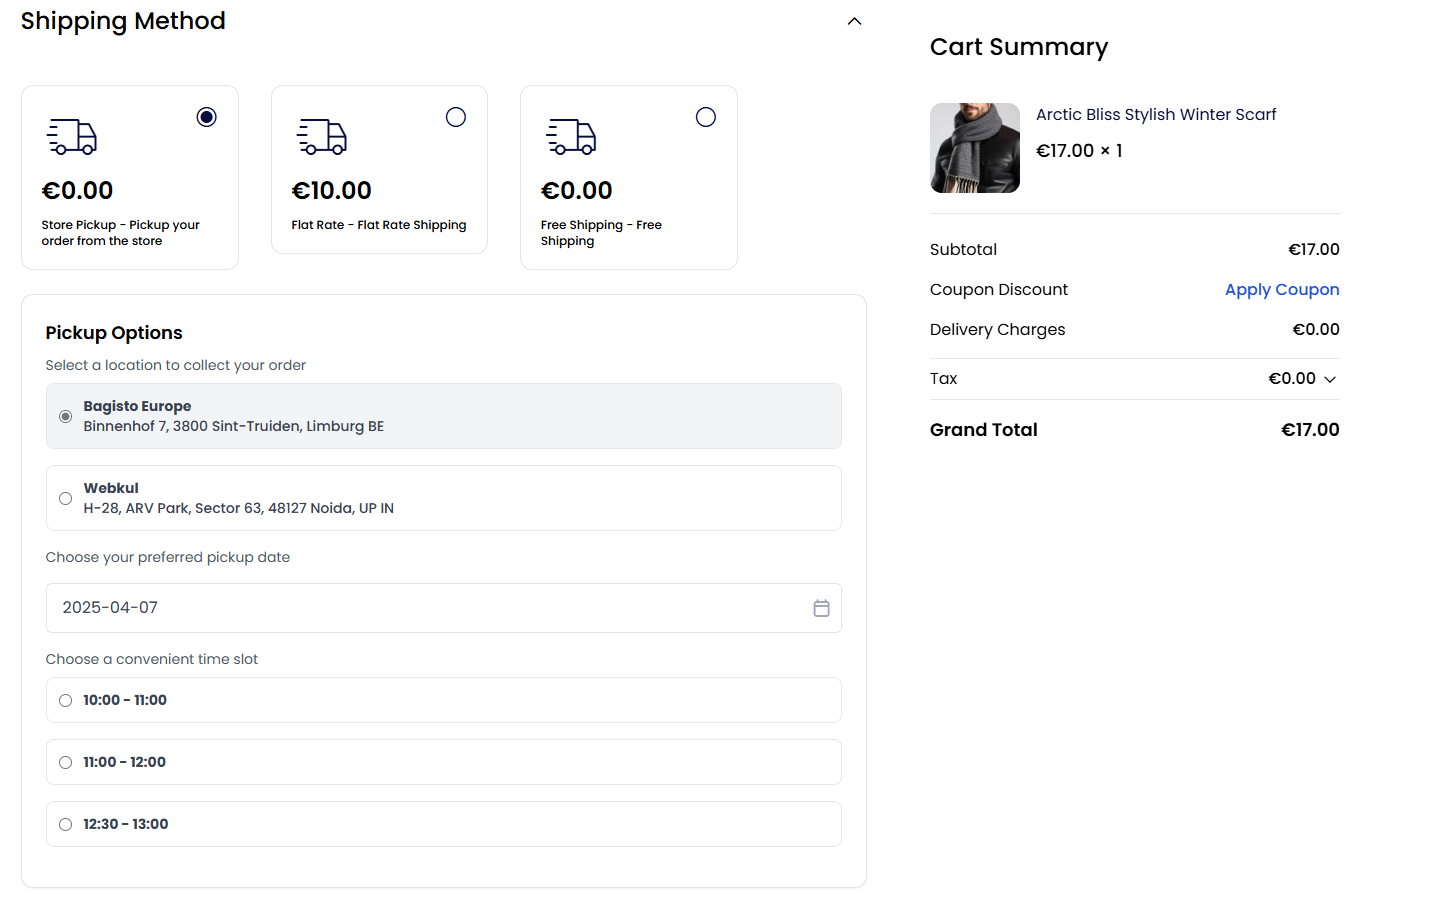 Shipping Method
€0.00
Store Pickup - Pickup your
order from the store
€10.00
Flat Rate - Flat Rate Shipping
€0.00
Free Shipping - Free
Shipping
Pickup Options
Select a location to collect your order
Bagisto Europe
Binnenhof 7, 3800 Sint-Truiden, Limburg BE
Webkul
H-28, ARV Park, Sector 63, 48127 Noida, UP IN
Choose your preferred pickup date
2025-04-07
Choose a convenient time slot
10:00 - 11:00
11:00 - 12:00
12:30 - 13:00
Cart Summary
Arctic Bliss Stylish Winter Scarf
€17.00 × 1
Subtotal €17.00
Coupon Discount Apply Coupon
Delivery Charges €0.00
Tax €0.00
Grand Total €17.00